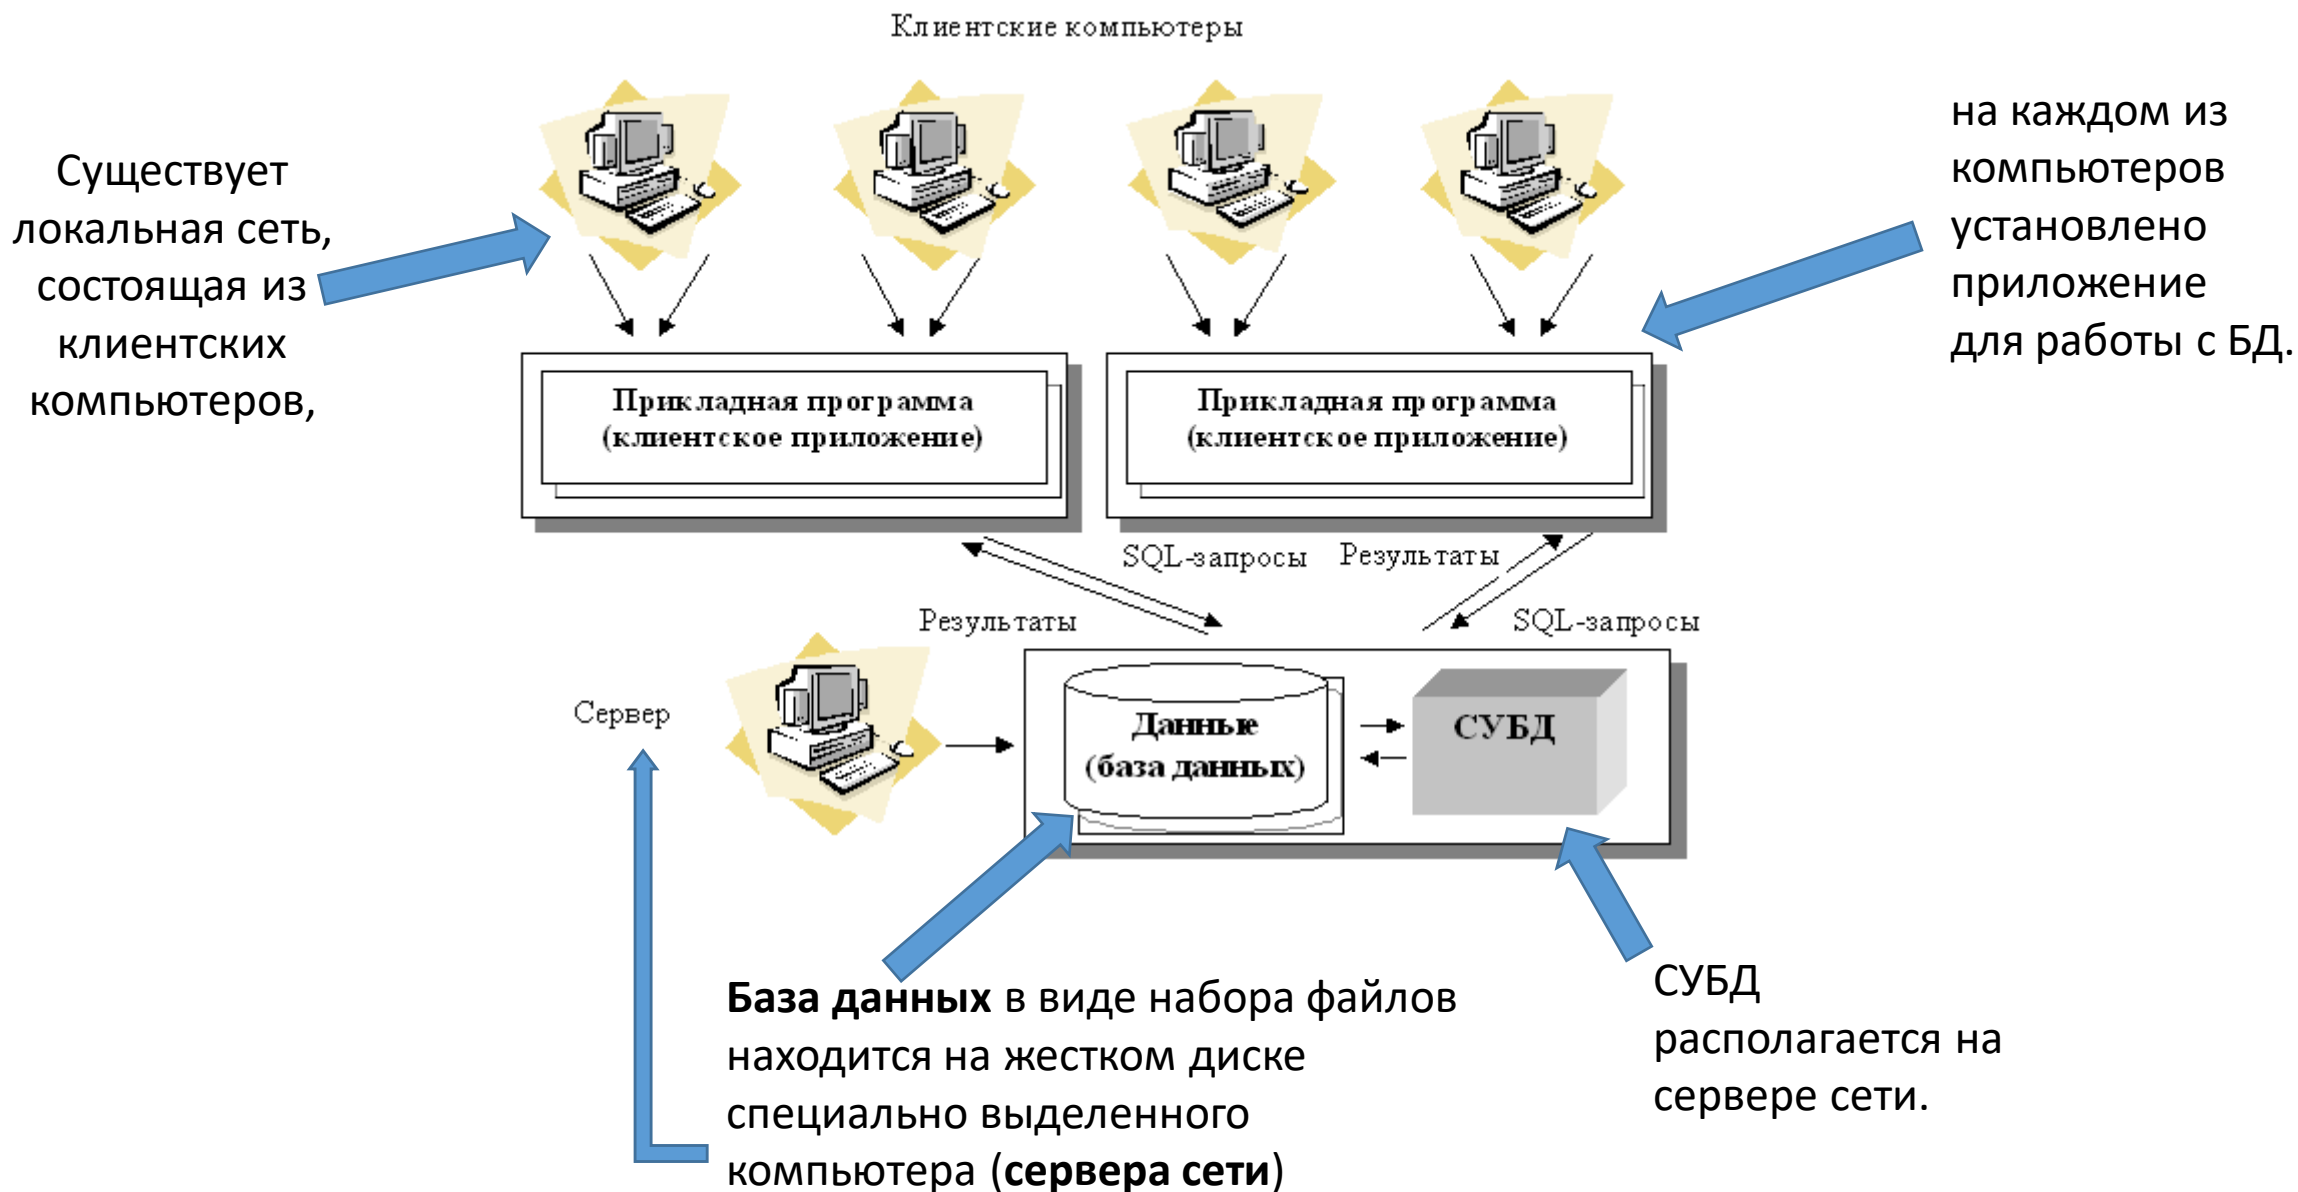 Клиентские компьютеры
Существует
локальная сеть,
состоящая из
клиентских
компьютеров,
на каждом из
компьютеров
установлено
приложение
для работы с БД.
Прикладная программа
(клиентское приложение)
Прикладная программа
(клиентское приложение)
SQL-запросы
Результаты
Результаты
SQL-запросы
Сервер
Данные
(база данных)
СУБД
База данных в виде набора файлов
находится на жестком диске
специально выделенного
компьютера (сервера сети)
СУБД
располагается на
сервере сети.